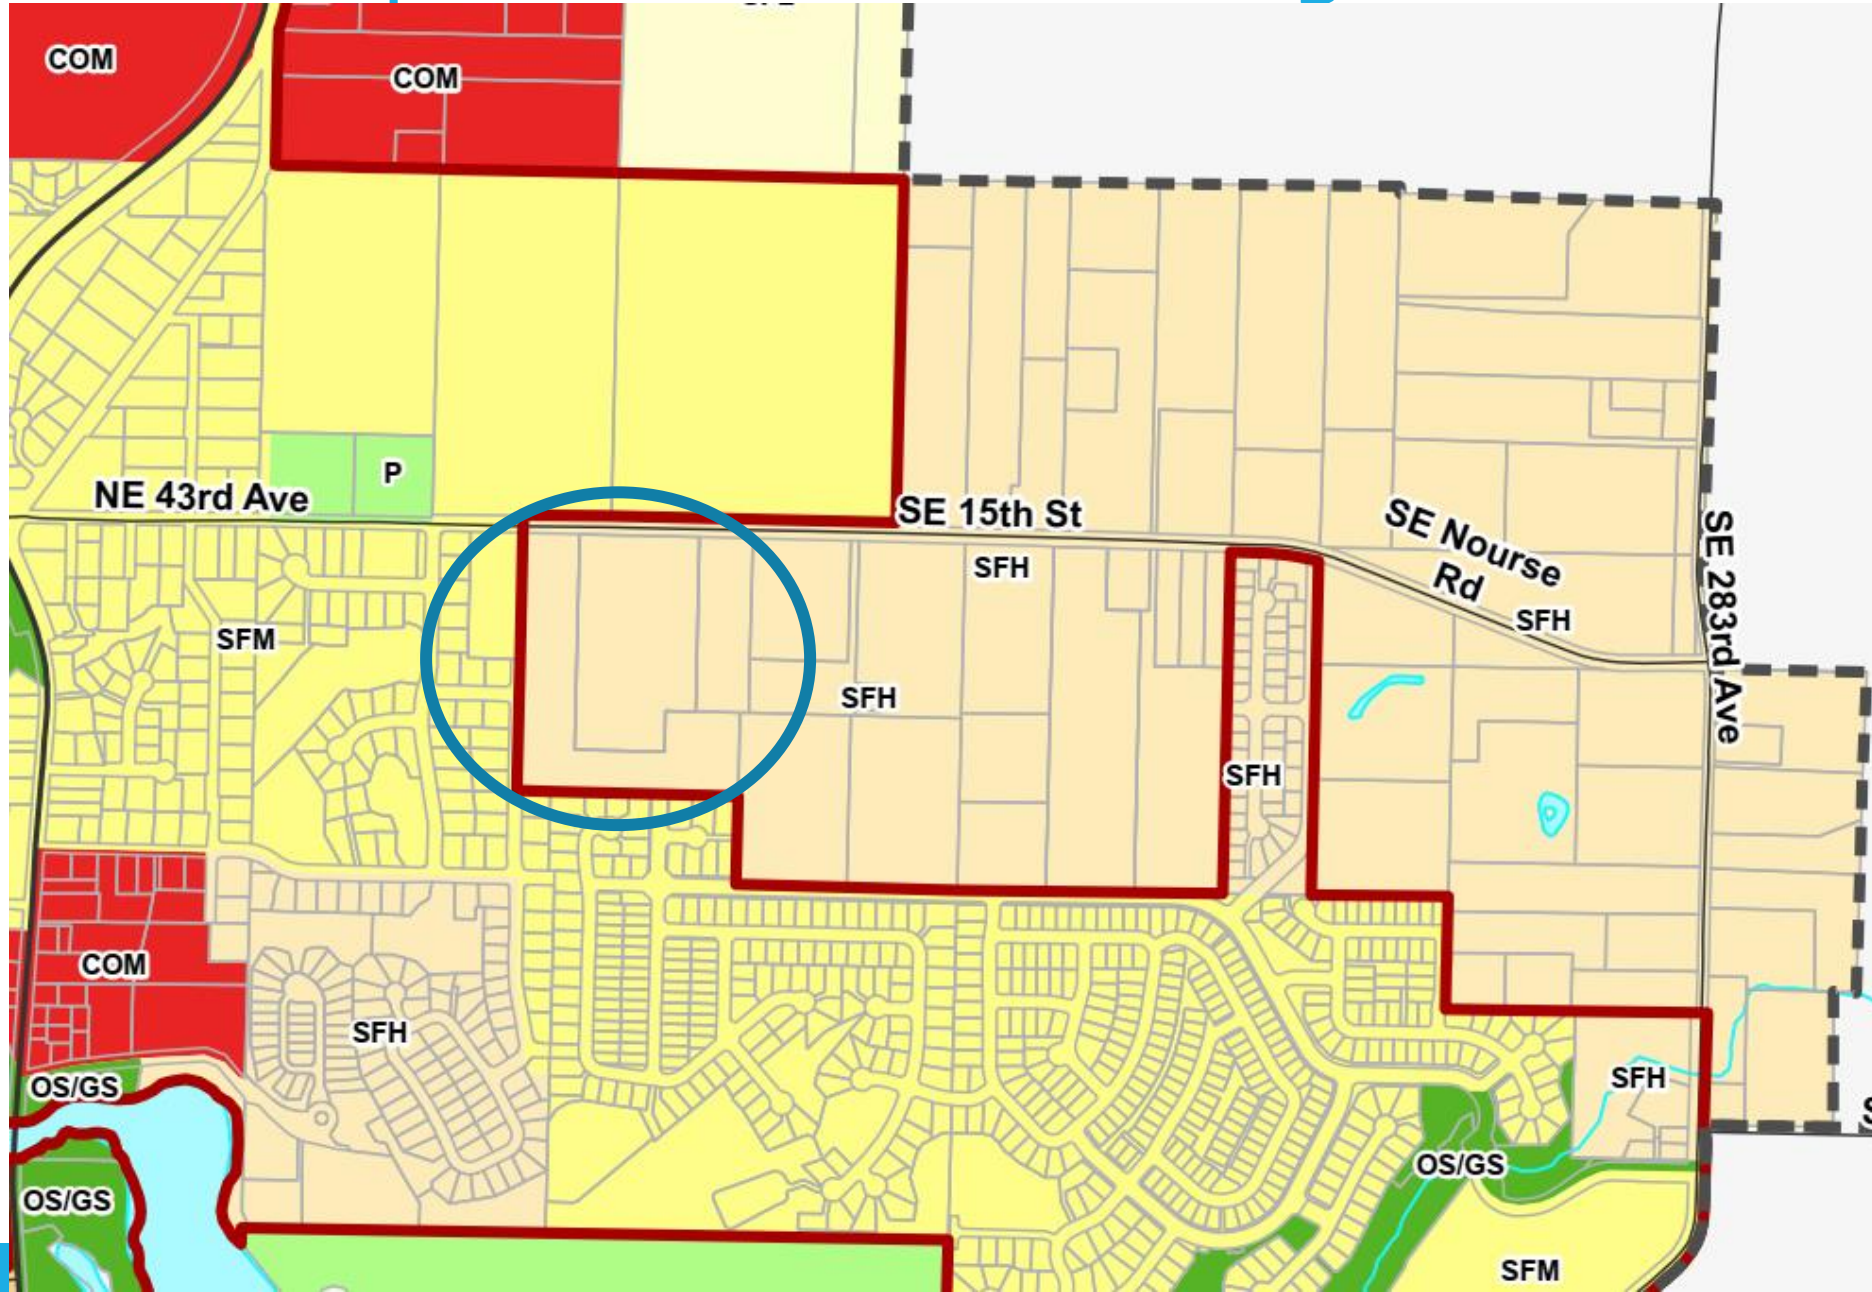 COM
COM
P
NE 43rd Ave
SE 15th St
SFH
SE Nourse
Rd
SFH
SE 283rd Ave
SFM
SFH
SFH
COM
SFH
OS/GS
SFH
OS/GS
OS/GS
SFM